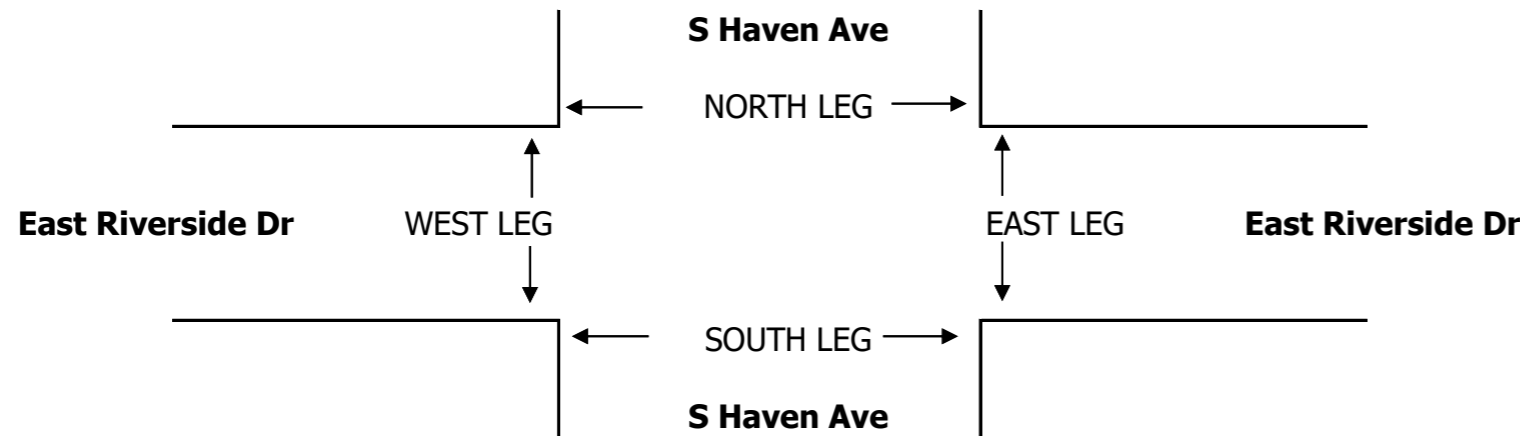 S Haven Ave
NORTH LEG
East Riverside Dr WEST LEG EAST LEG East Riverside Dr
SOUTH LEG
S Haven Ave